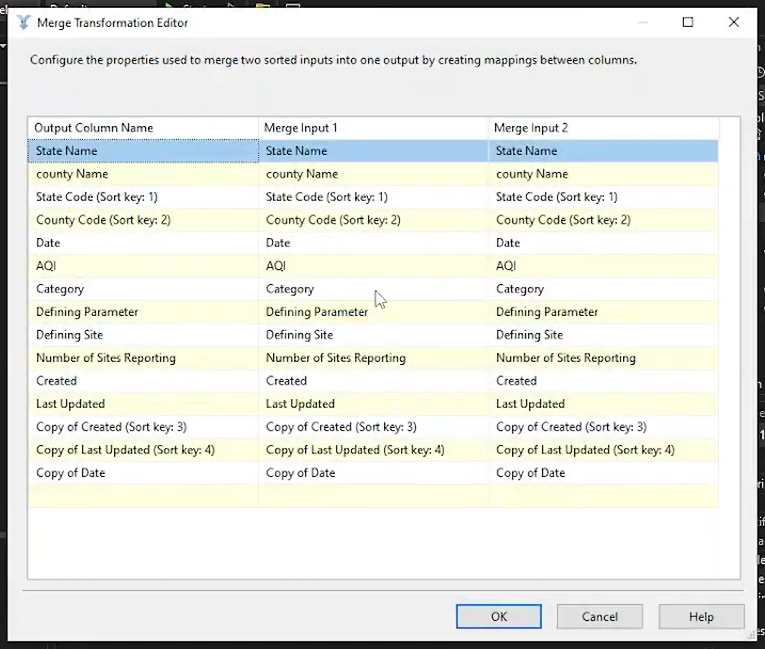 Merge Transformation Editor
Configure the properties used to merge two sorted inputs into one output by creating mappings between columns.
Output Column Name Merge Input 1 Merge Input 2
State Name State Name State Name
county Name county Name county Name
State Code (Sort key: 1) State Code (Sort key: 1) State Code (Sort key: 1)
County Code (Sort key: 2) County Code (Sort key: 2) County Code (Sort key: 2)
Date Date Date
AQI AQI AQI
Category Category Category
Defining Parameter Defining Parameter Defining Parameter
Defining Site Defining Site Defining Site
Number of Sites Reporting Number of Sites Reporting Number of Sites Reporting
Created Created Created
Last Updated Last Updated Last Updated
Copy of Created (Sort key: 3) Copy of Created (Sort key: 3) Copy of Created (Sort key: 3)
Copy of Last Updated (Sort key: 4) Copy of Last Updated (Sort key: 4) Copy of Last Updated (Sort key: 4)
Copy of Date Copy of Date Copy of Date
OK Cancel Help